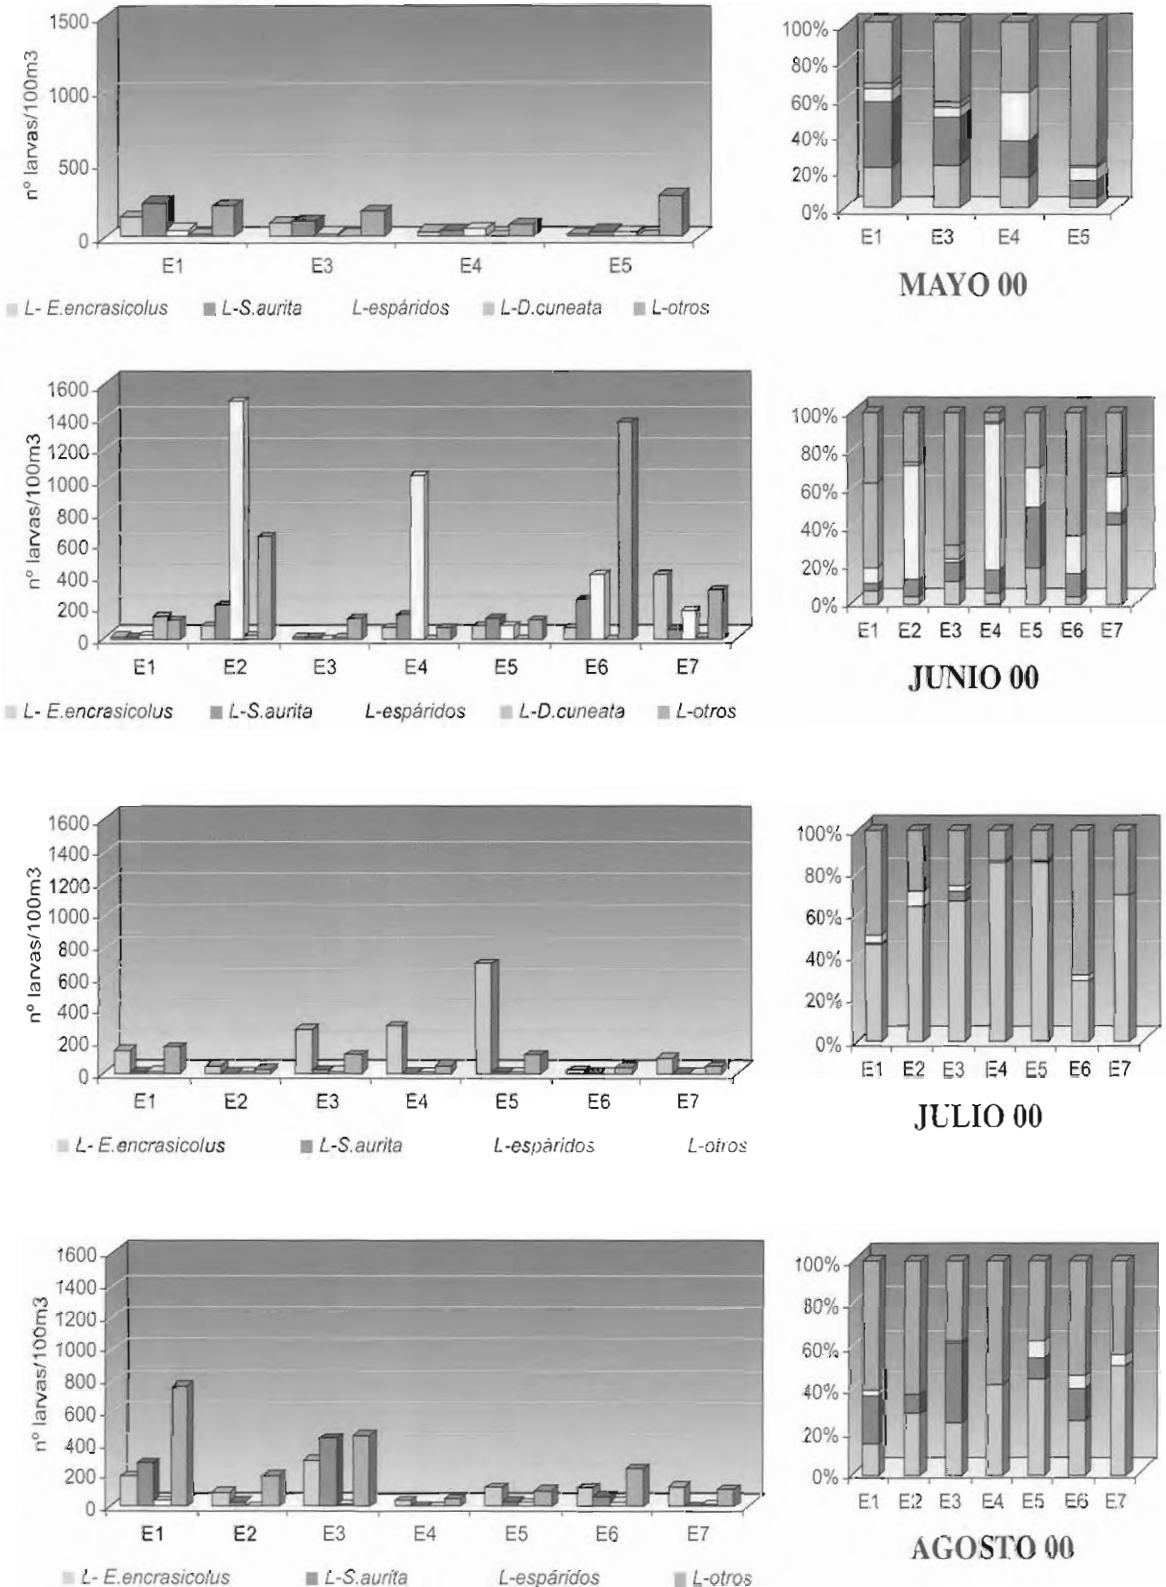 1500
1000
500
0
nº larvas/100m3
E1 E3 E4 E5
L- E.encrasicolus L-S.aurita L-espáridos L-D.cuneata L-otros
100%
80%
60%
40%
20%
0%
E1 E3 E4 E5
MAYO 00
1600
1400
1200
1000
800
600
400
200
0
nº larvas/100m3
E1 E2 E3 E4 E5 E6 E7
L- E.encrasicolus L-S.aurita L-espáridos L-D.cuneata L-otros
100%
80%
60%
40%
20%
0%
E1 E2 E3 E4 E5 E6 E7
JUNIO 00
1600
1400
1200
1000
800
600
400
200
0
nº larvas/100m3
E1 E2 E3 E4 E5 E6 E7
L- E.encrasicolus L-S.aurita L-espáridos L-otros
100%
80%
60%
40%
20%
0%
E1 E2 E3 E4 E5 E6 E7
JULIO 00
1600
1400
1200
1000
800
600
400
200
0
nº larvas/100m3
E1 E2 E3 E4 E5 E6 E7
L- E.encrasicolus L-S.aurita L-espáridos L-otros
100%
80%
60%
40%
20%
0%
E1 E2 E3 E4 E5 E6 E7
AGOSTO 00